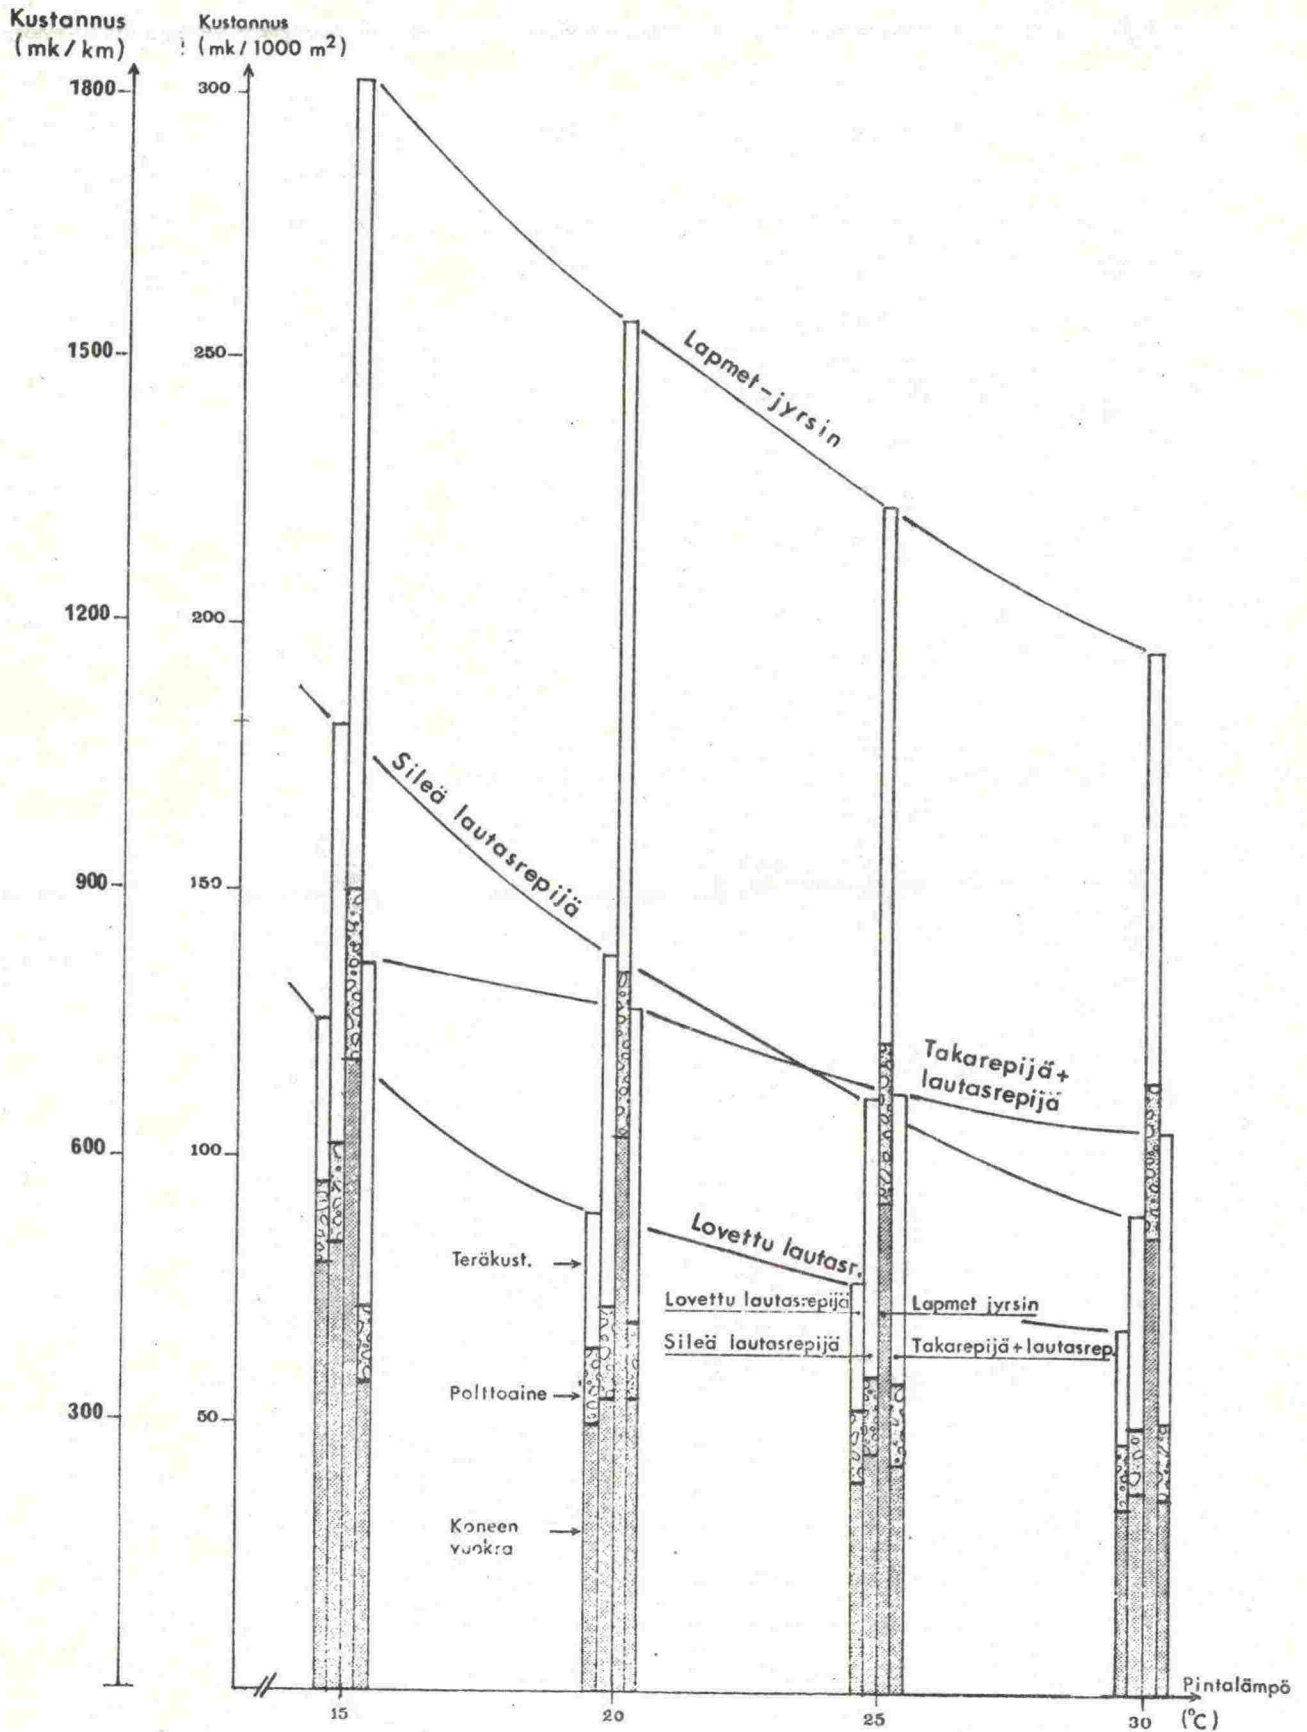 Kustannus
(mk/km)
Kustannus
(mk/1000 m²)
1800
300
1500
250
Lapmet-jyrsin
1200
200
Sileä lautasrepijä
900
150
Takarepijä+
lautasrepijä
600
100
Lovettu lautasr.
Teräkust.
Lovettu lautasrepijä
Lapmet jyrsin
Sileä lautasrepijä
Takarepijä+lautasrep.
Polttoaine
300
50
Koneen
vuokra
Pintalämpö
15
20
25
30
(°C)